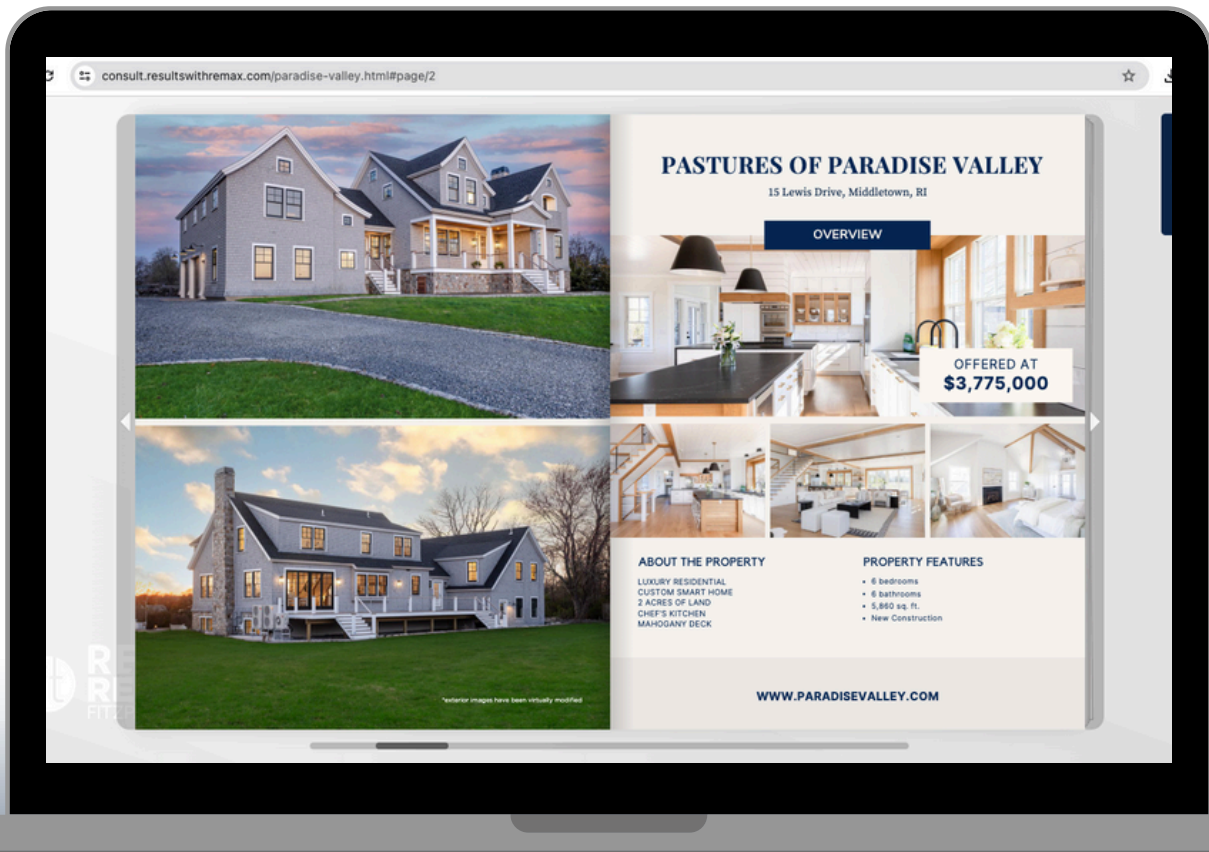 consult.resultswithremax.com/paradise-valley.html#page/2
PASTURES OF PARADISE VALLEY
15 Lewis Drive, Middletown, RI
OVERVIEW
OFFERED AT
$3,775,000
ABOUT THE PROPERTY
LUXURY RESIDENTIAL
CUSTOM SMART HOME
2 ACRES OF LAND
CHEF'S KITCHEN
MAHOGANY DECK
PROPERTY FEATURES
• 6 bedrooms
• 6 bathrooms
• 5,860 sq. ft.
• New Construction
*exterior images have been virtually modified
WWW.PARADISEVALLEY.COM
RE
RE
FITZP